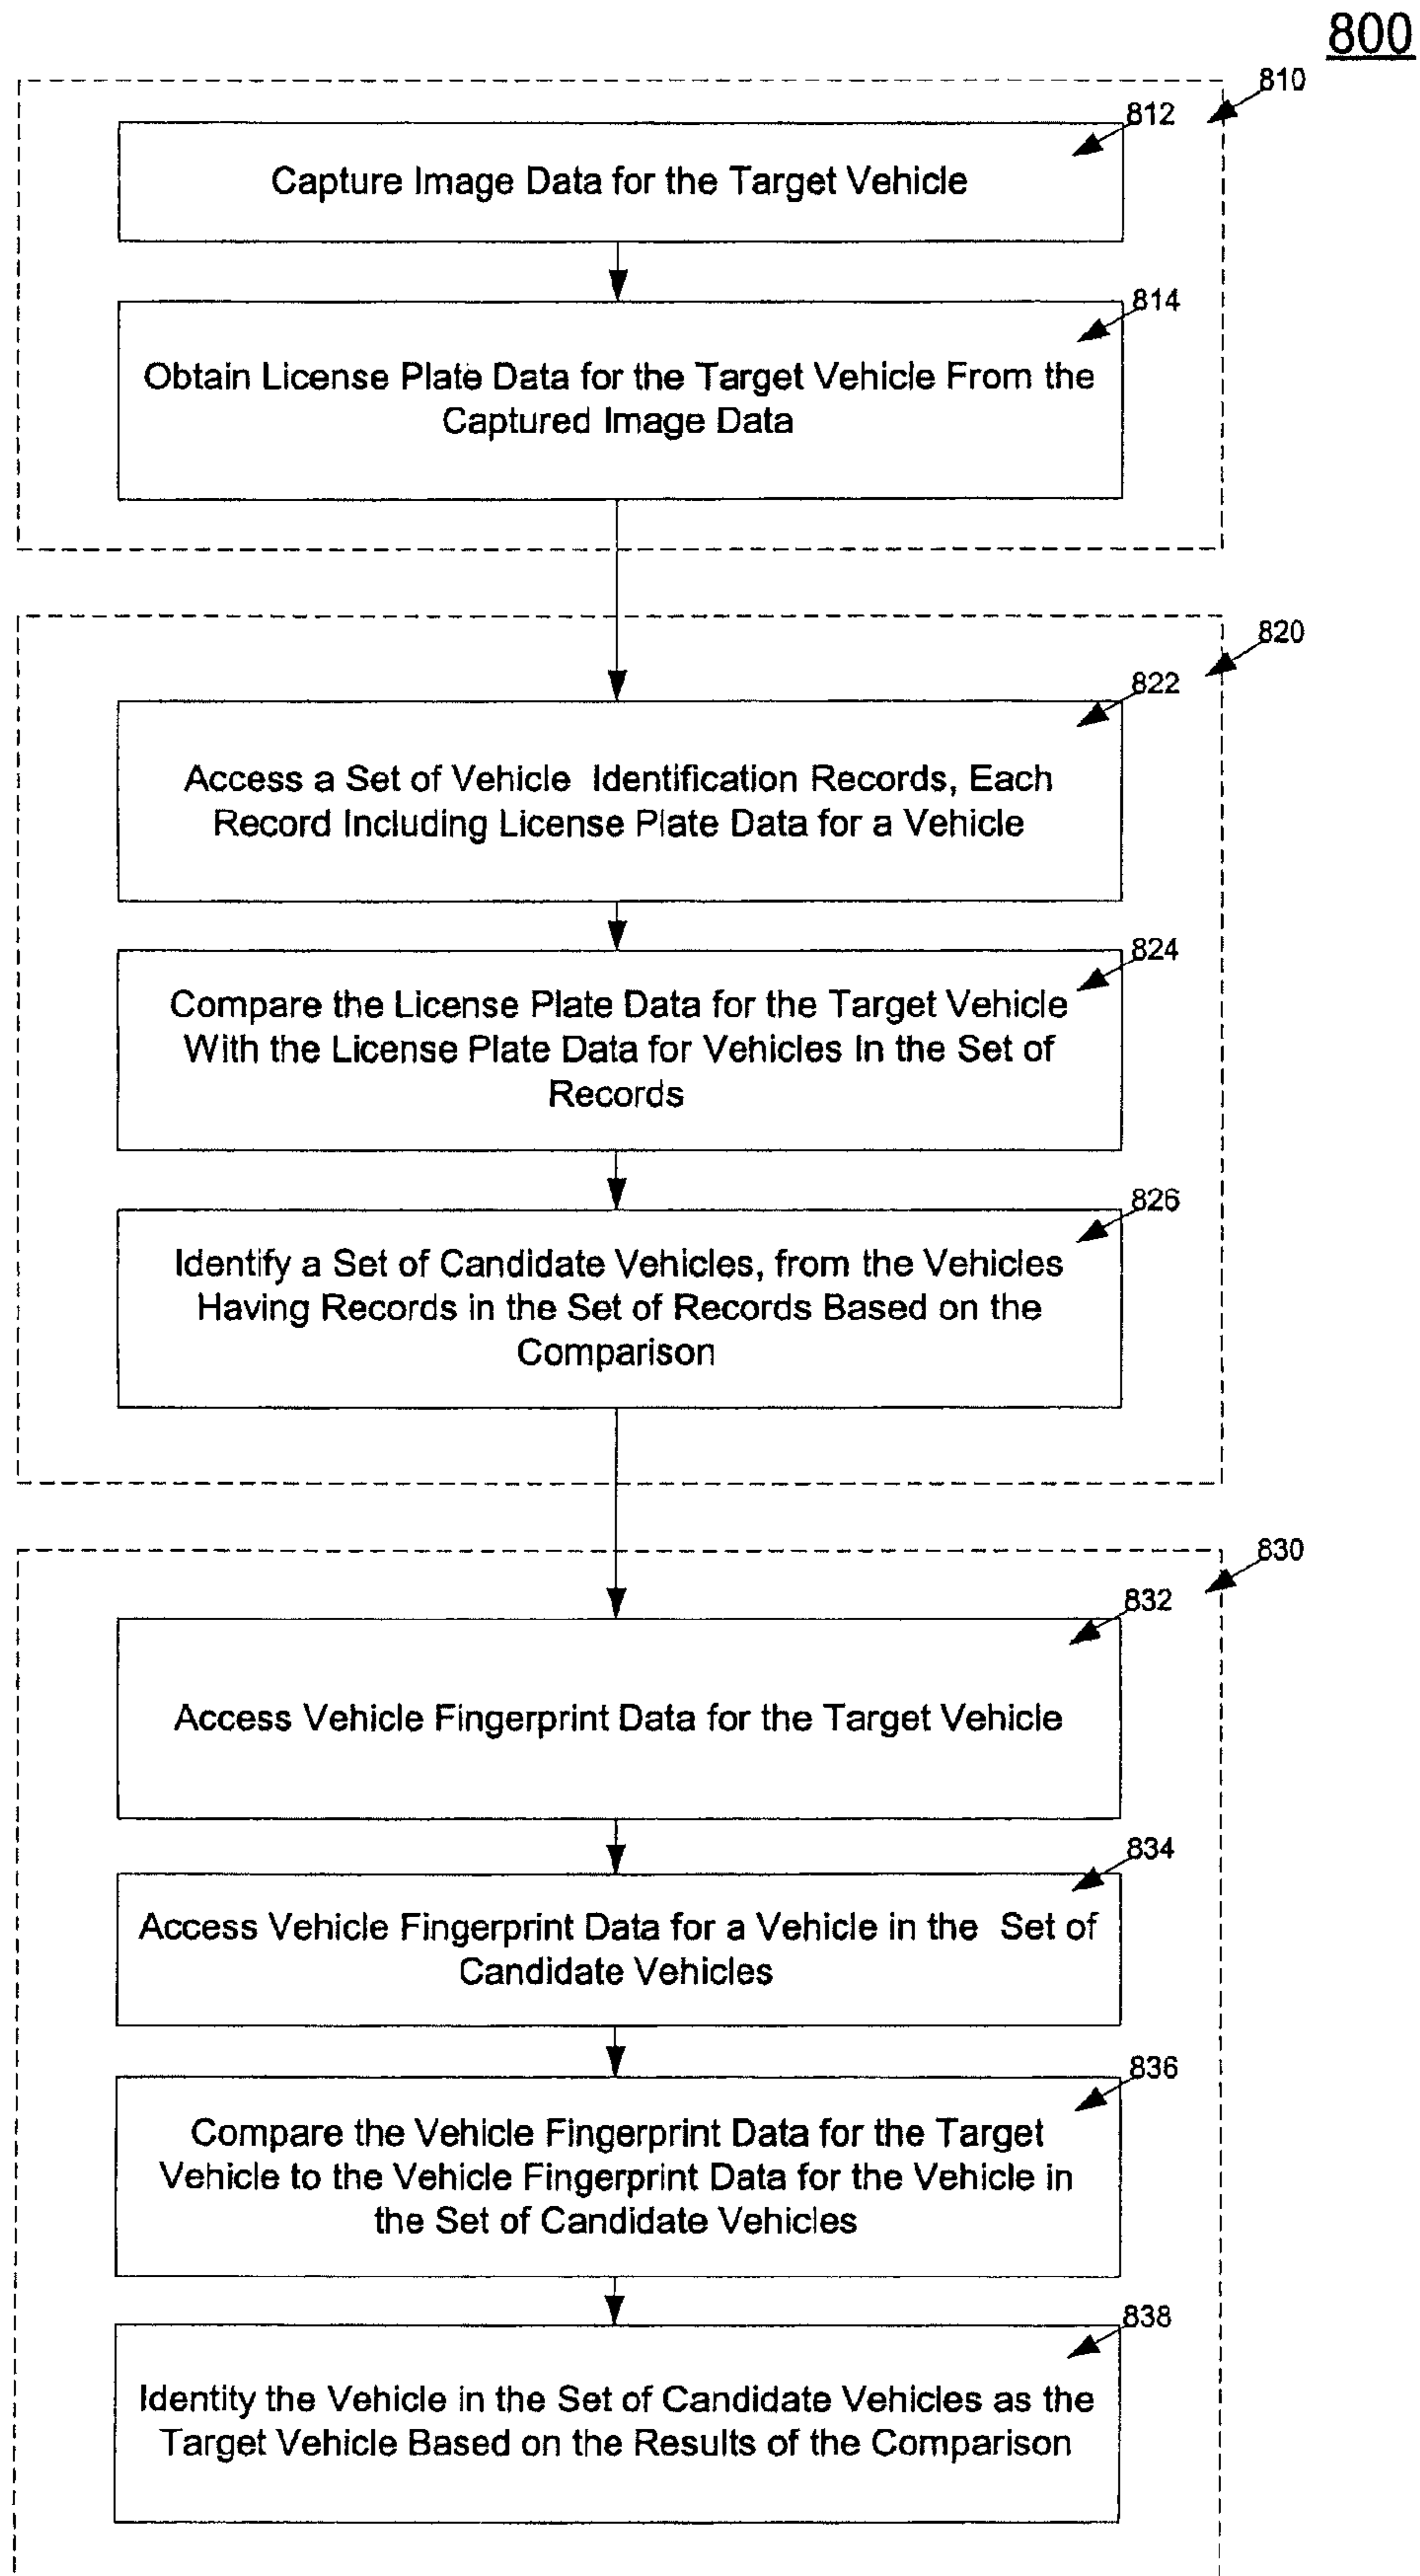 800
810
812
Capture Image Data for the Target Vehicle
814
Obtain License Plate Data for the Target Vehicle From the
Captured Image Data
820
822
Access a Set of Vehicle Identification Records, Each
Record Including License Plate Data for a Vehicle
824
Compare the License Plate Data for the Target Vehicle
With the License Plate Data for Vehicles In the Set of
Records
826
Identify a Set of Candidate Vehicles, from the Vehicles
Having Records in the Set of Records Based on the
Comparison
830
832
Access Vehicle Fingerprint Data for the Target Vehicle
834
Access Vehicle Fingerprint Data for a Vehicle in the Set of
Candidate Vehicles
836
Compare the Vehicle Fingerprint Data for the Target
Vehicle to the Vehicle Fingerprint Data for the Vehicle in
the Set of Candidate Vehicles
838
Identity the Vehicle in the Set of Candidate Vehicles as the
Target Vehicle Based on the Results of the Comparison